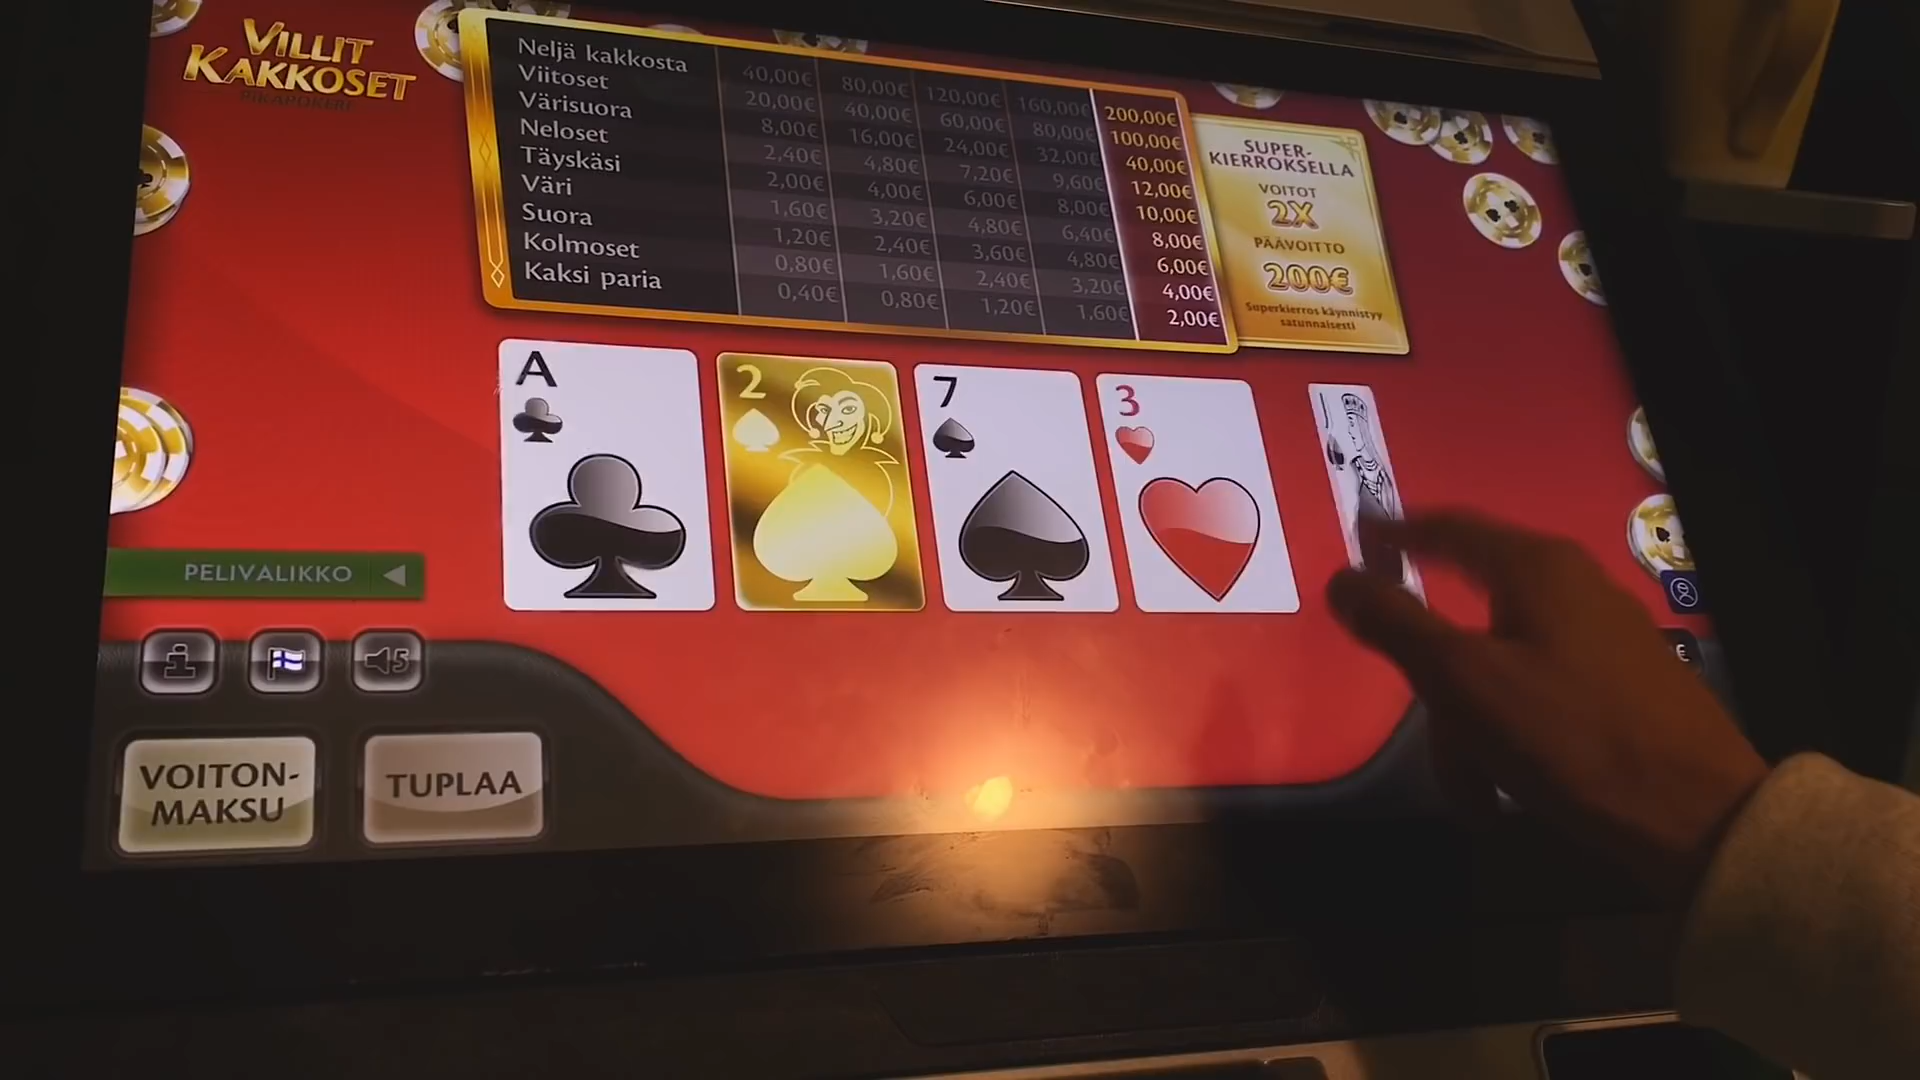 VILLIT
KAKKOSET
PIKAPOKERI
Neljä kakkosta 40,00€ 80,00€ 120,00€ 160,00€ 200,00€
Viitoset 20,00€ 40,00€ 60,00€ 80,00€ 100,00€
Värisuora 8,00€ 16,00€ 24,00€ 32,00€ 40,00€
Neloset 2,40€ 4,80€ 7,20€ 9,60€ 12,00€
Täyskäsi 2,00€ 4,00€ 6,00€ 8,00€ 10,00€
Väri 1,60€ 3,20€ 4,80€ 6,40€ 8,00€
Suora 1,20€ 2,40€ 3,60€ 4,80€ 6,00€
Kolmoset 0,80€ 1,60€ 2,40€ 3,20€ 4,00€
Kaksi paria 0,40€ 0,80€ 1,20€ 1,60€ 2,00€
SUPER-
KIERROKSELLA
VOITOT
2X
PÄÄVOITTO
200€
Superkierros käynnistyy
satunnaisesti
A
2
7
3
PELIVALIKKO
i
5
€
VOITON-
MAKSU
TUPLAA